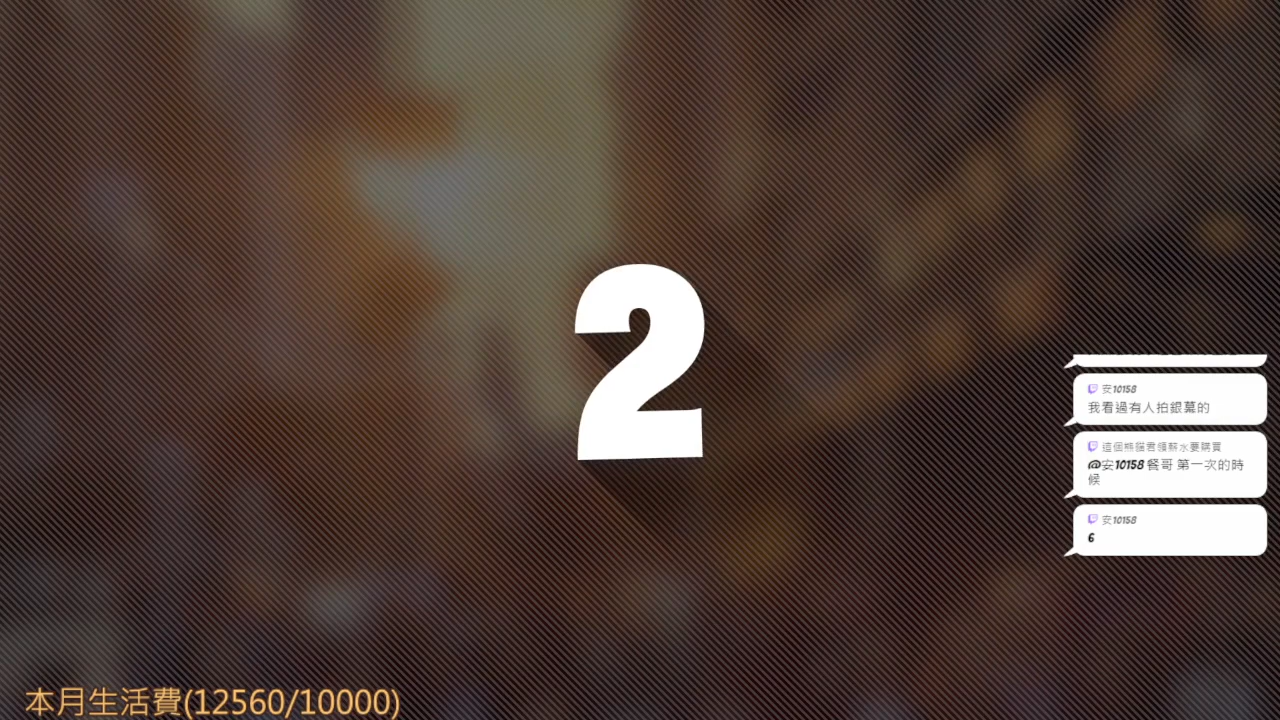 2
安10158
我看過有人拍銀幕的
這個熊貓君領薪水要購買
@安10158 餐哥 第一次的時
候
安10158
6
本月生活費(12560/10000)